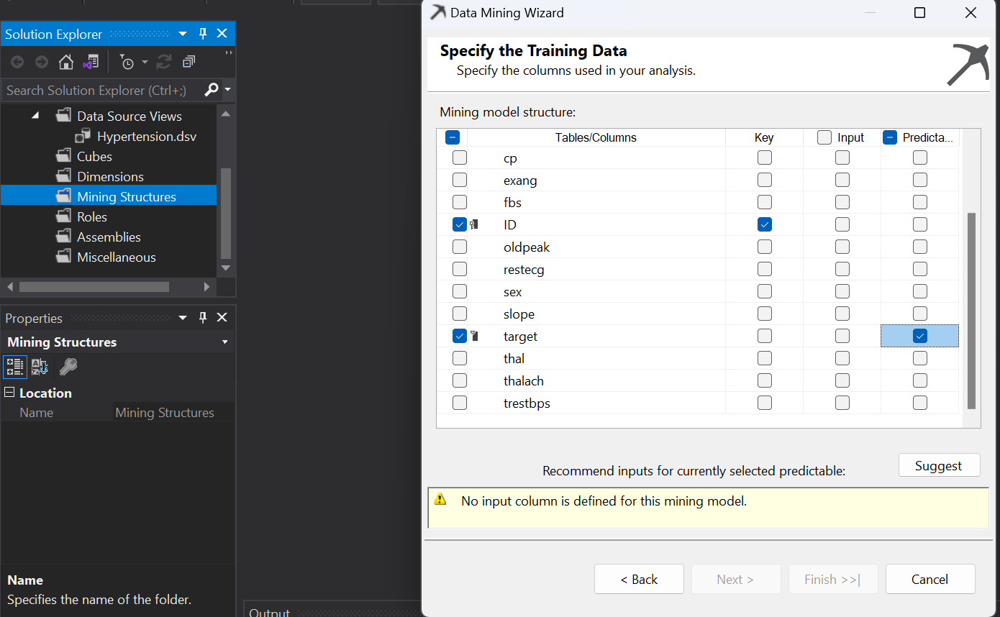 Solution Explorer
Search Solution Explorer (Ctrl+;)
Data Source Views
Hypertension.dsv
Cubes
Dimensions
Mining Structures
Roles
Assemblies
Miscellaneous
Properties
Mining Structures
Location
Name Mining Structures
Name
Specifies the name of the folder.
Output
Data Mining Wizard
Specify the Training Data
Specify the columns used in your analysis.
Mining model structure:
Tables/Columns Key Input Predicta...
cp
exang
fbs
ID
oldpeak
restecg
sex
slope
target
thal
thalach
trestbps
Recommend inputs for currently selected predictable:
Suggest
No input column is defined for this mining model.
< Back Next > Finish >>| Cancel